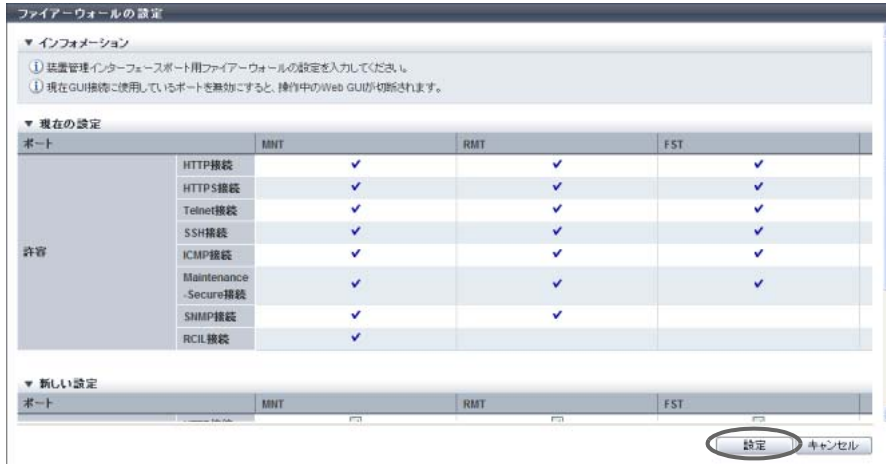 ファイアーウォールの設定
▼ インフォメーション
装置管理インターフェースポート用ファイアーウォールの設定を入力してください。
現在GUI接続に使用しているポートを無効にすると、操作中のWeb GUIが切断されます。
▼ 現在の設定
ポート MNT RMT FST
許容
HTTP接続 ✔ ✔ ✔
HTTPS接続 ✔ ✔ ✔
Telnet接続 ✔ ✔ ✔
SSH接続 ✔ ✔ ✔
ICMP接続 ✔ ✔ ✔
Maintenance
-Secure接続 ✔ ✔ ✔
SNMP接続 ✔ ✔
RCIL接続 ✔
▼ 新しい設定
ポート MNT RMT FST
設定 キャンセル